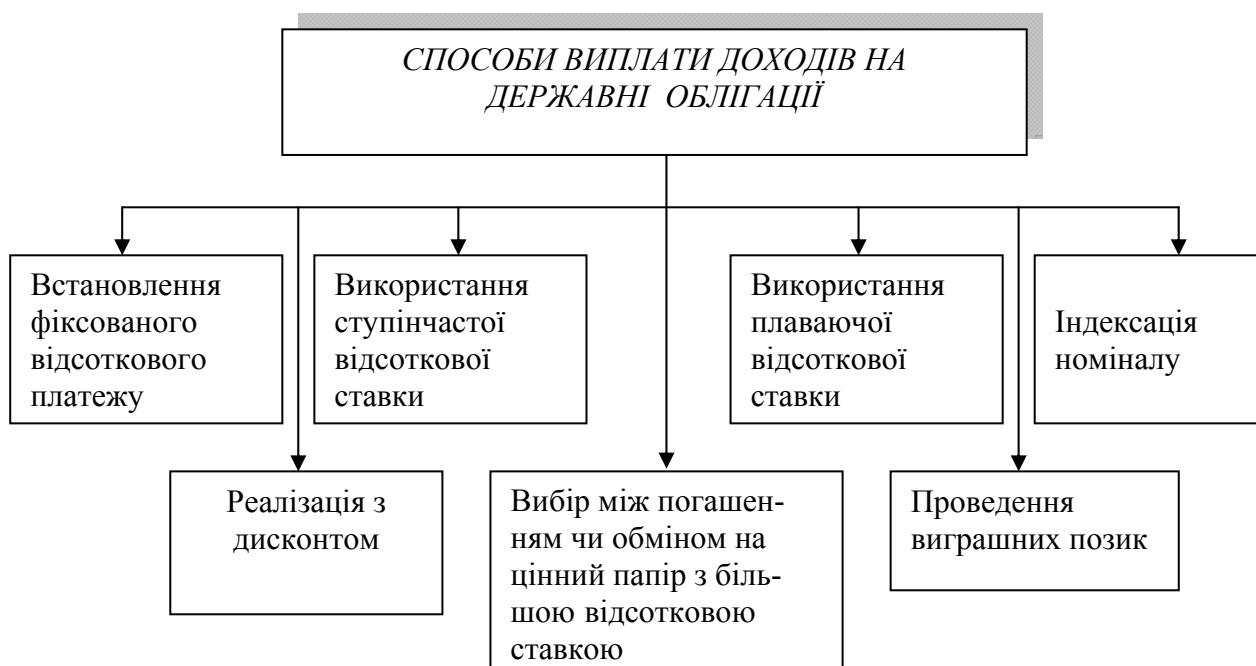 СПОСОБИ ВИПЛАТИ ДОХОДІВ НА
ДЕРЖАВНІ ОБЛІГАЦІЇ
Встановлення
фіксованого
відсоткового
платежу
Використання
ступінчастої
відсоткової
ставки
Використання
плаваючої
відсоткової
ставки
Індексація
номіналу
Реалізація з
дисконтом
Вибір між погашен-
ням чи обміном на
цінний папір з біль-
шою відсотковою
ставкою
Проведення
виграшних позик